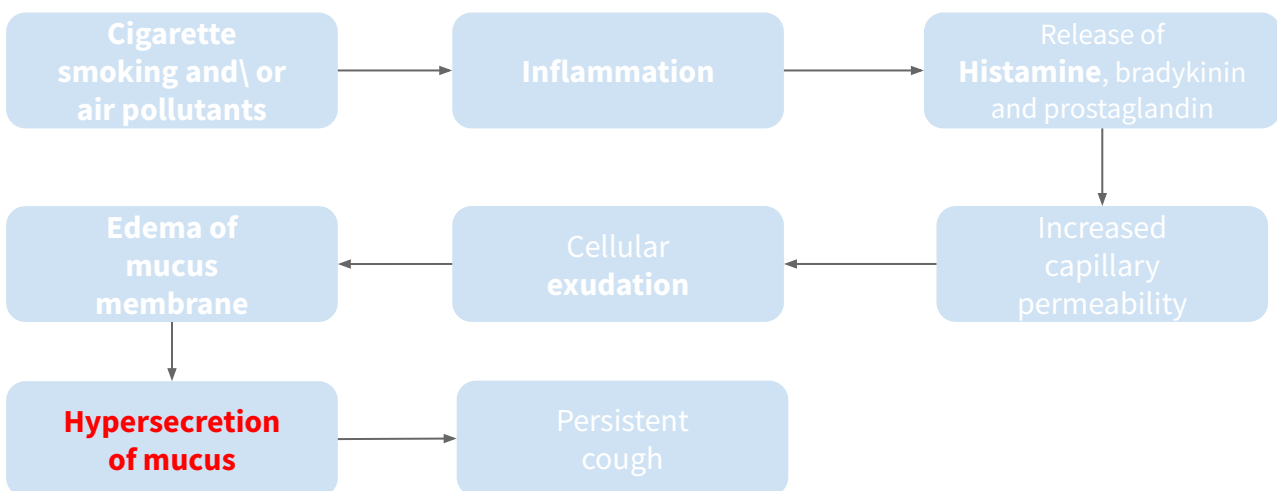 Cigarette
smoking and\ or
air pollutants
Inflammation
Release of
Histamine, bradykinin
and prostaglandin
Increased
capillary
permeability
Cellular
exudation
Edema of
mucus
membrane
Hypersecretion
of mucus
Persistent
cough